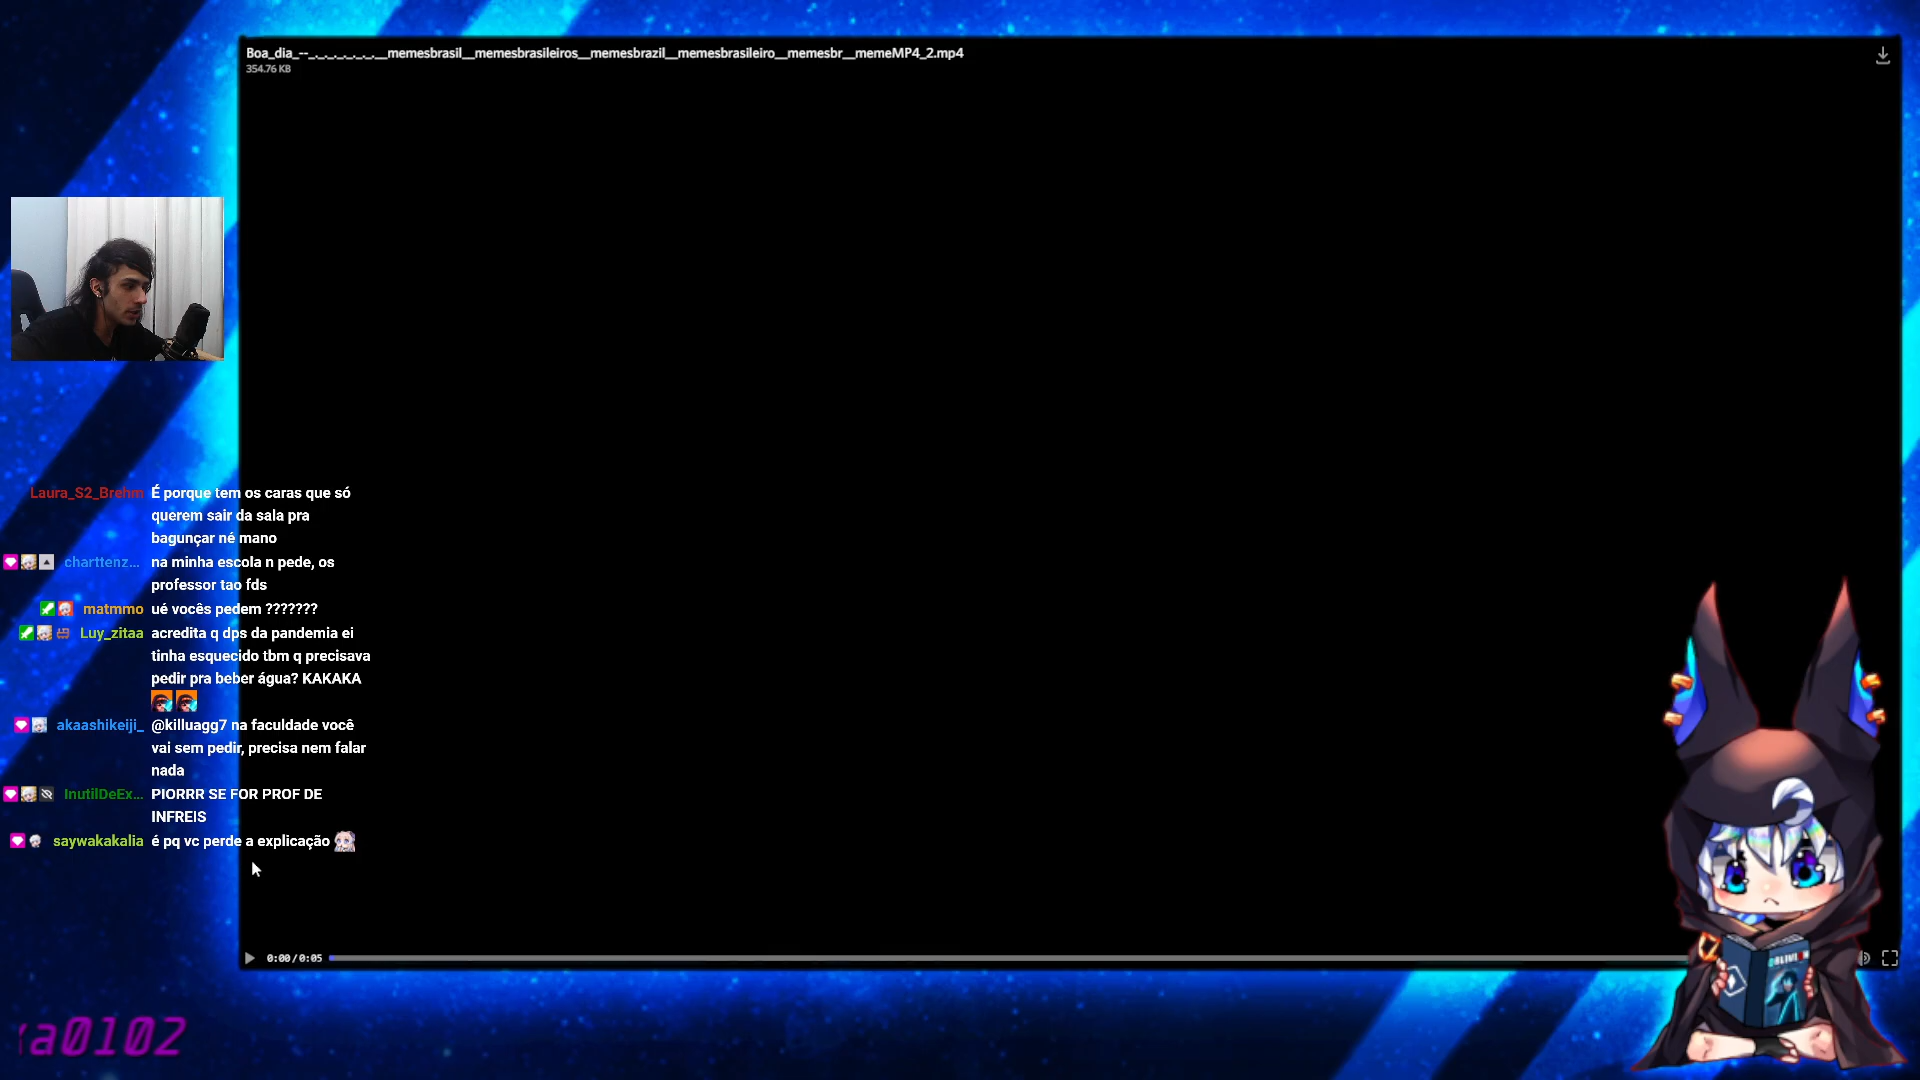 Boa_dia_--_._._._._._.__memesbrasil__memesbrasileiros__memesbrazil__memesbrasileiro__memesbr__memeMP4_2.mp4
354.76 KB
Laura_S2_Brehm É porque tem os caras que só
querem sair da sala pra
bagunçar né mano
charttenz... na minha escola n pede, os
professor tao fds
matmmo ué vocês pedem ???????
Luy_zitaa acredita q dps da pandemia ei
tinha esquecido tbm q precisava
pedir pra beber água? KAKAKA
akaashikeiji_ @killuagg7 na faculdade você
vai sem pedir, precisa nem falar
nada
InutilDeEx... PIORRR SE FOR PROF DE
INFREIS
saywakakalia é pq vc perde a explicação
0:00/0:05
a0102